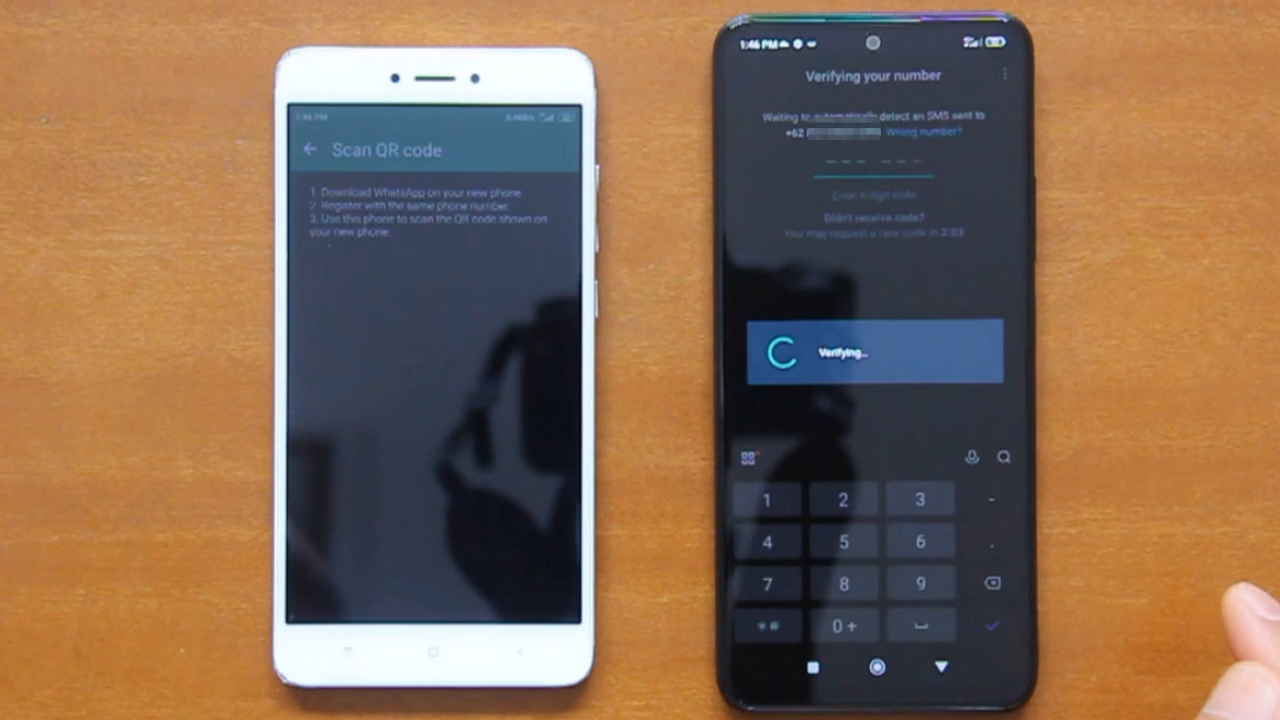 1:46 PM
Scan QR code
1. Download WhatsApp on your new phone.
2. Register with the same phone number.
3. Use this phone to scan the QR code shown on
your new phone.
1:46 PM
Verifying your number
Waiting to automatically detect an SMS sent to
+62 Wrong number?
Enter 6-digit code
Didn't receive code?
You may request a new code in 2:03
Verifying...
1 2 3 -
4 5 6 .
7 8 9
*# 0 +